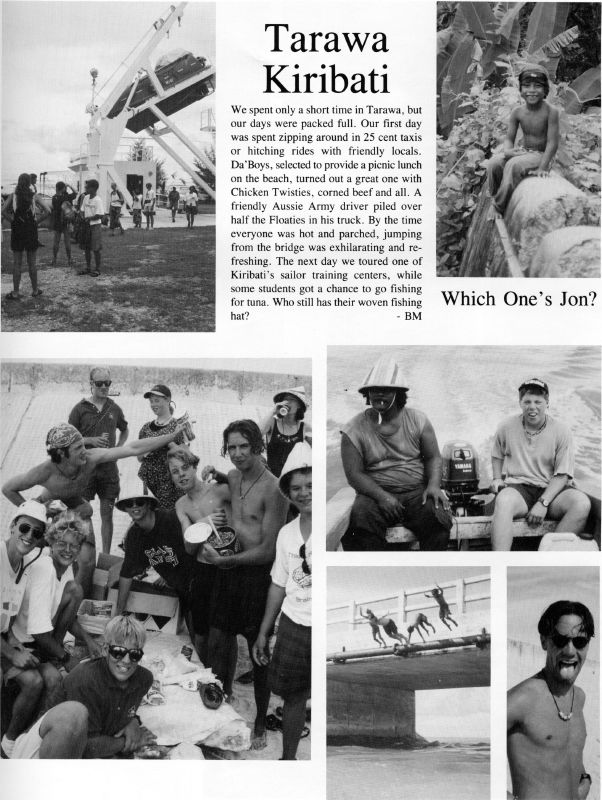 Tarawa
Kiribati
We spent only a short time in Tarawa, but
our days were packed full. Our first day
was spent zipping around in 25 cent taxis
or hitching rides with friendly locals.
Da'Boys, selected to provide a picnic lunch
on the beach, turned out a great one with
Chicken Twisties, corned beef and all. A
friendly Aussie Army driver piled over
half the Floaties in his truck. By the time
everyone was hot and parched, jumping
from the bridge was exhilarating and re-
freshing. The next day we toured one of
Kiribati's sailor training centers, while
some students got a chance to go fishing
for tuna. Who still has their woven fishing
hat? - BM
Which One's Jon?
YAMAHA